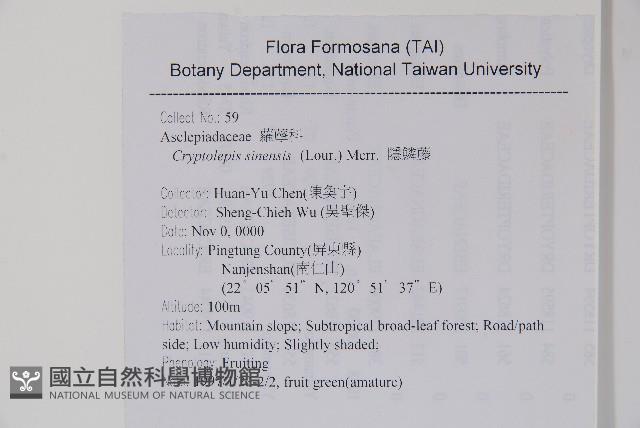 Flora Formosana (TAI)
Botany Department, National Taiwan University
Collect No.: 59
Asclepiadaceae 蘿藦科
Cryptolepis sinensis (Lour.) Merr. 隱鱗藤
Collector: Huan-Yu Chen(陳奐宇)
Detector: Sheng-Chieh Wu (吳聖傑)
Date: Nov 0, 0000
Locality: Pingtung County(屏東縣)
Nanjenshan(南仁山)
(22° 05' 51" N, 120° 51' 37" E)
Altitude: 100m
Habitat: Mountain slope; Subtropical broad-leaf forest; Road/path
side; Low humidity; Slightly shaded;
Fruiting
2/2, fruit green(amature)
國立自然科學博物館
NATIONAL MUSEUM OF NATURAL SCIENCE